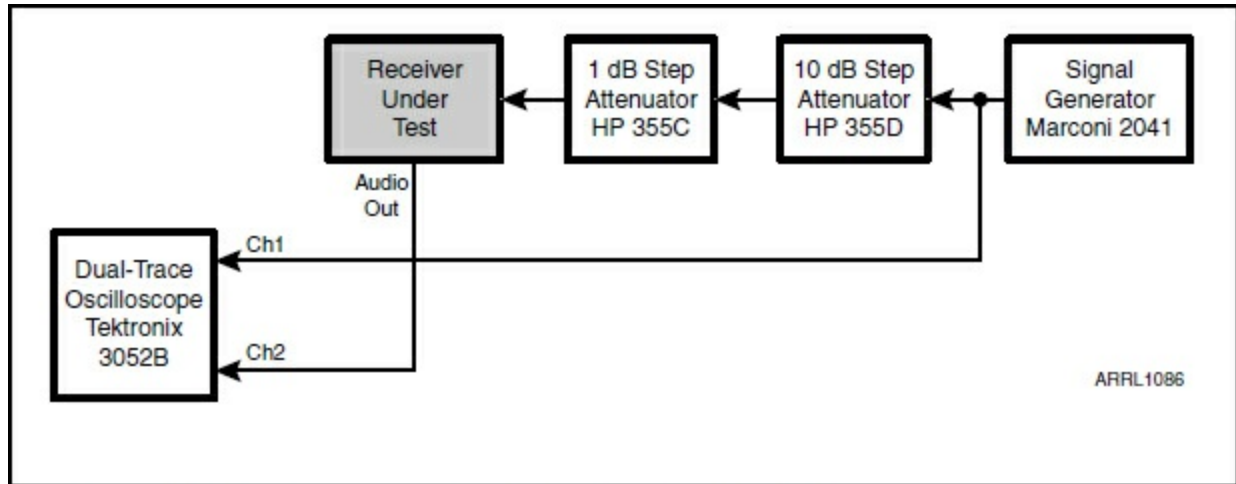 Receiver
Under
Test
1 dB Step
Attenuator
HP 355C
10 dB Step
Attenuator
HP 355D
Signal
Generator
Marconi 2041
Audio
Out
Ch1
Dual-Trace
Oscilloscope
Tektronix
3052B
Ch2
ARRL1086